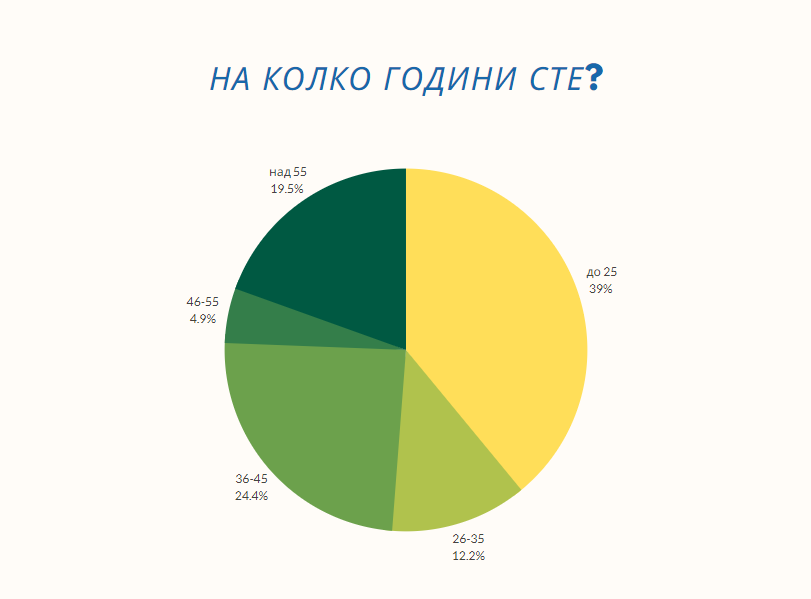 НА КОЛКО ГОДИНИ СТЕ?
над 55
19.5%
до 25
39%
46-55
4.9%
36-45
24.4%
26-35
12.2%